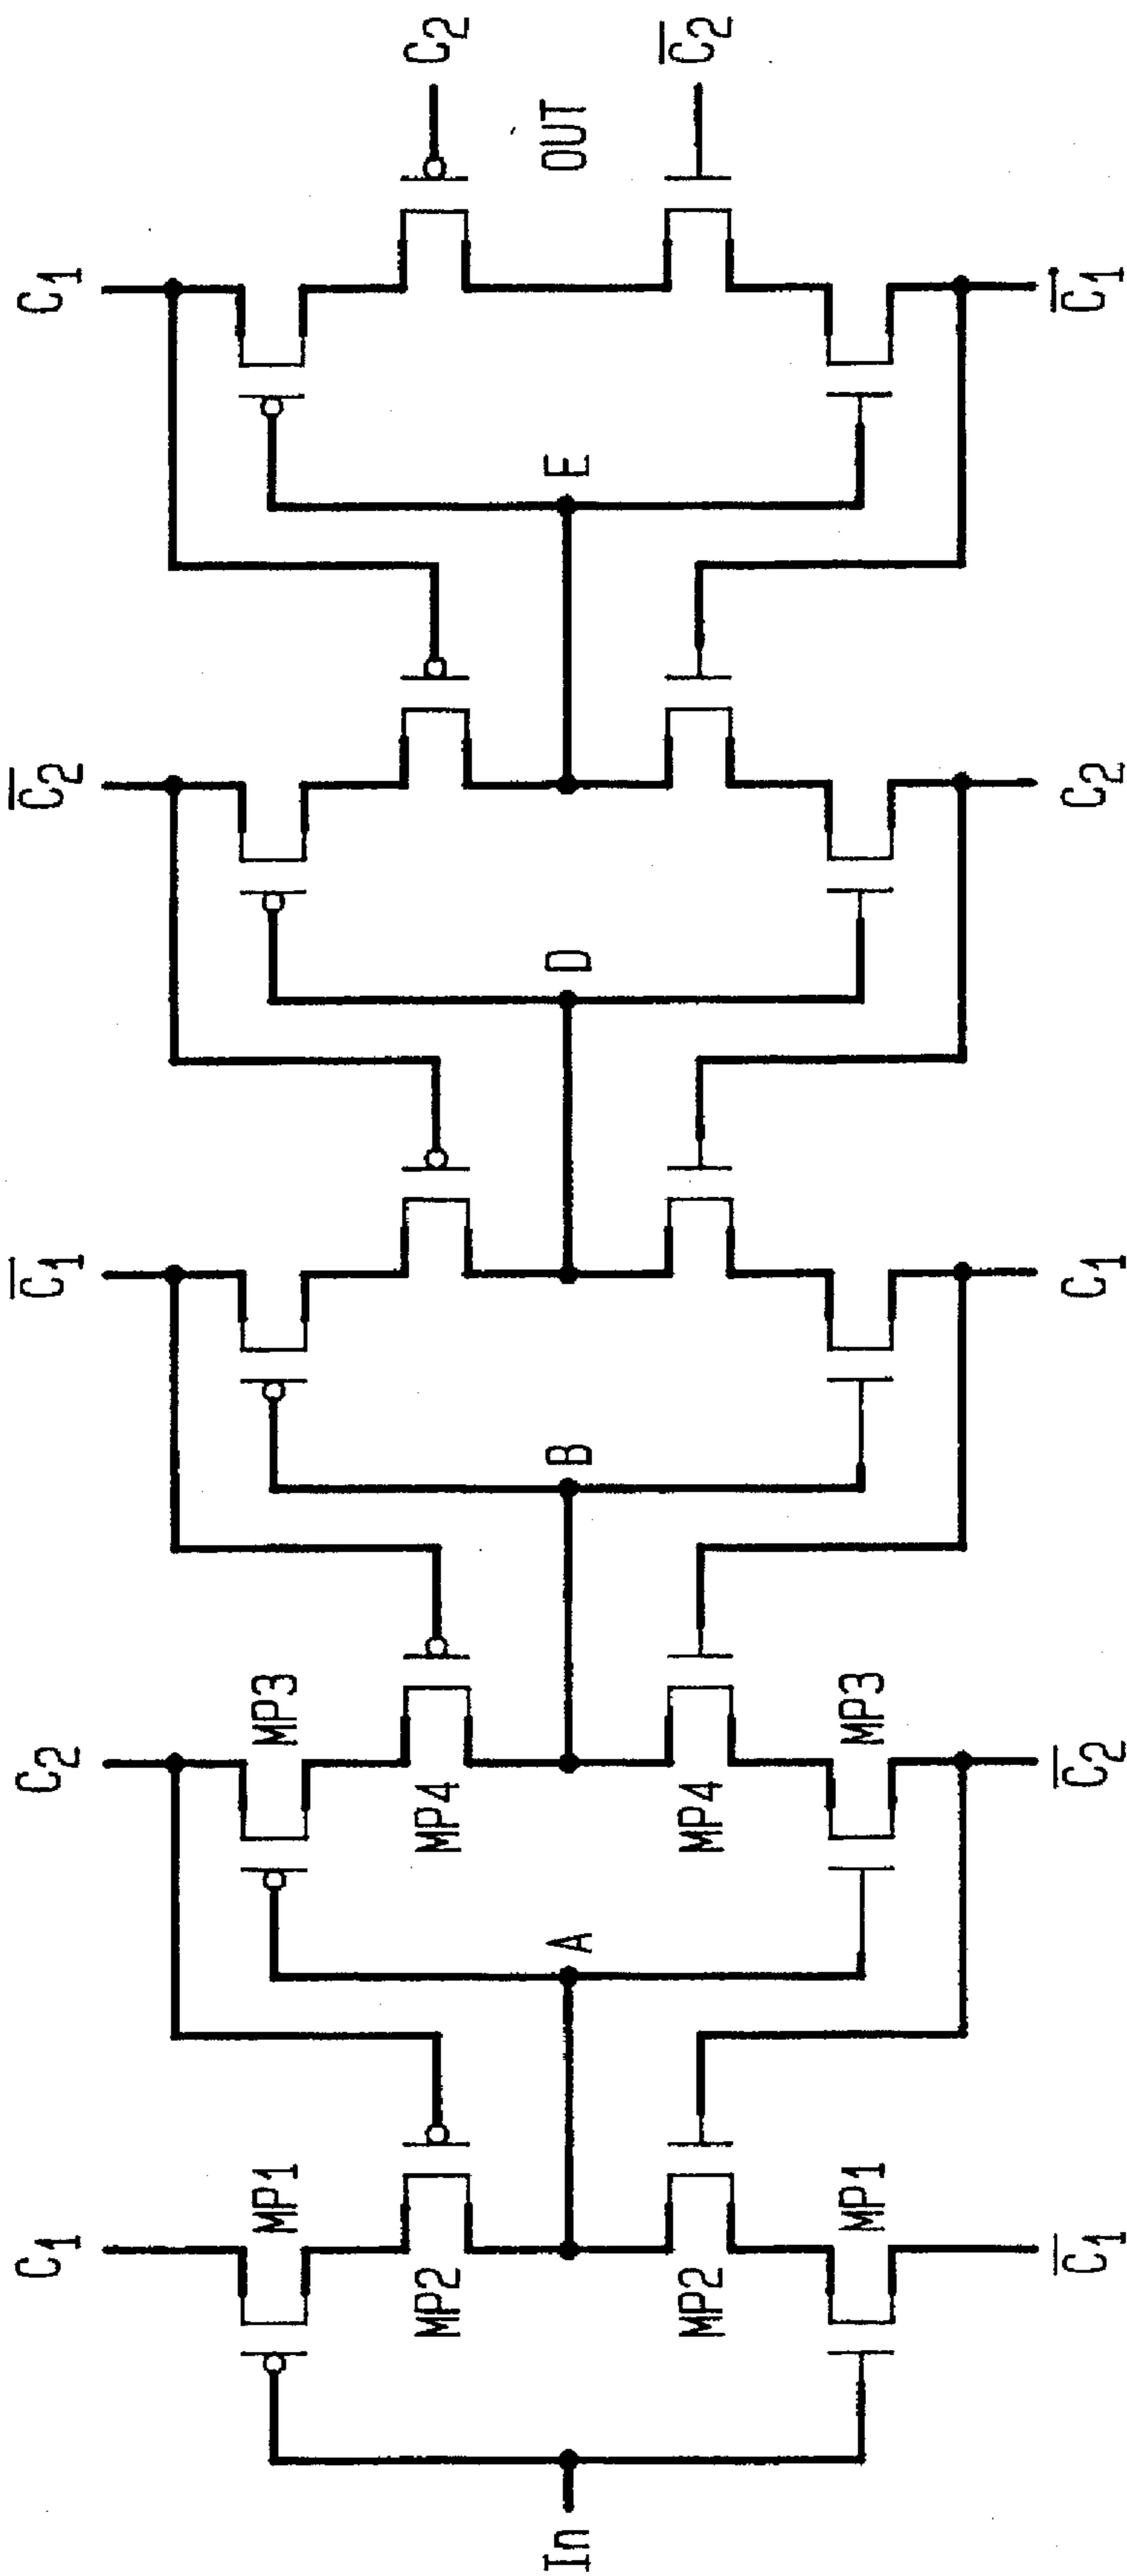 C₁
C₂
C̅₁
C̅₂
C₁
MP1
MP3
MP2
MP4
C₂
In
A
B
D
E
OUT
MP2
MP4
C̅₂
MP1
MP3
C̅₁
C̅₂
C₁
C₂
C̅₁